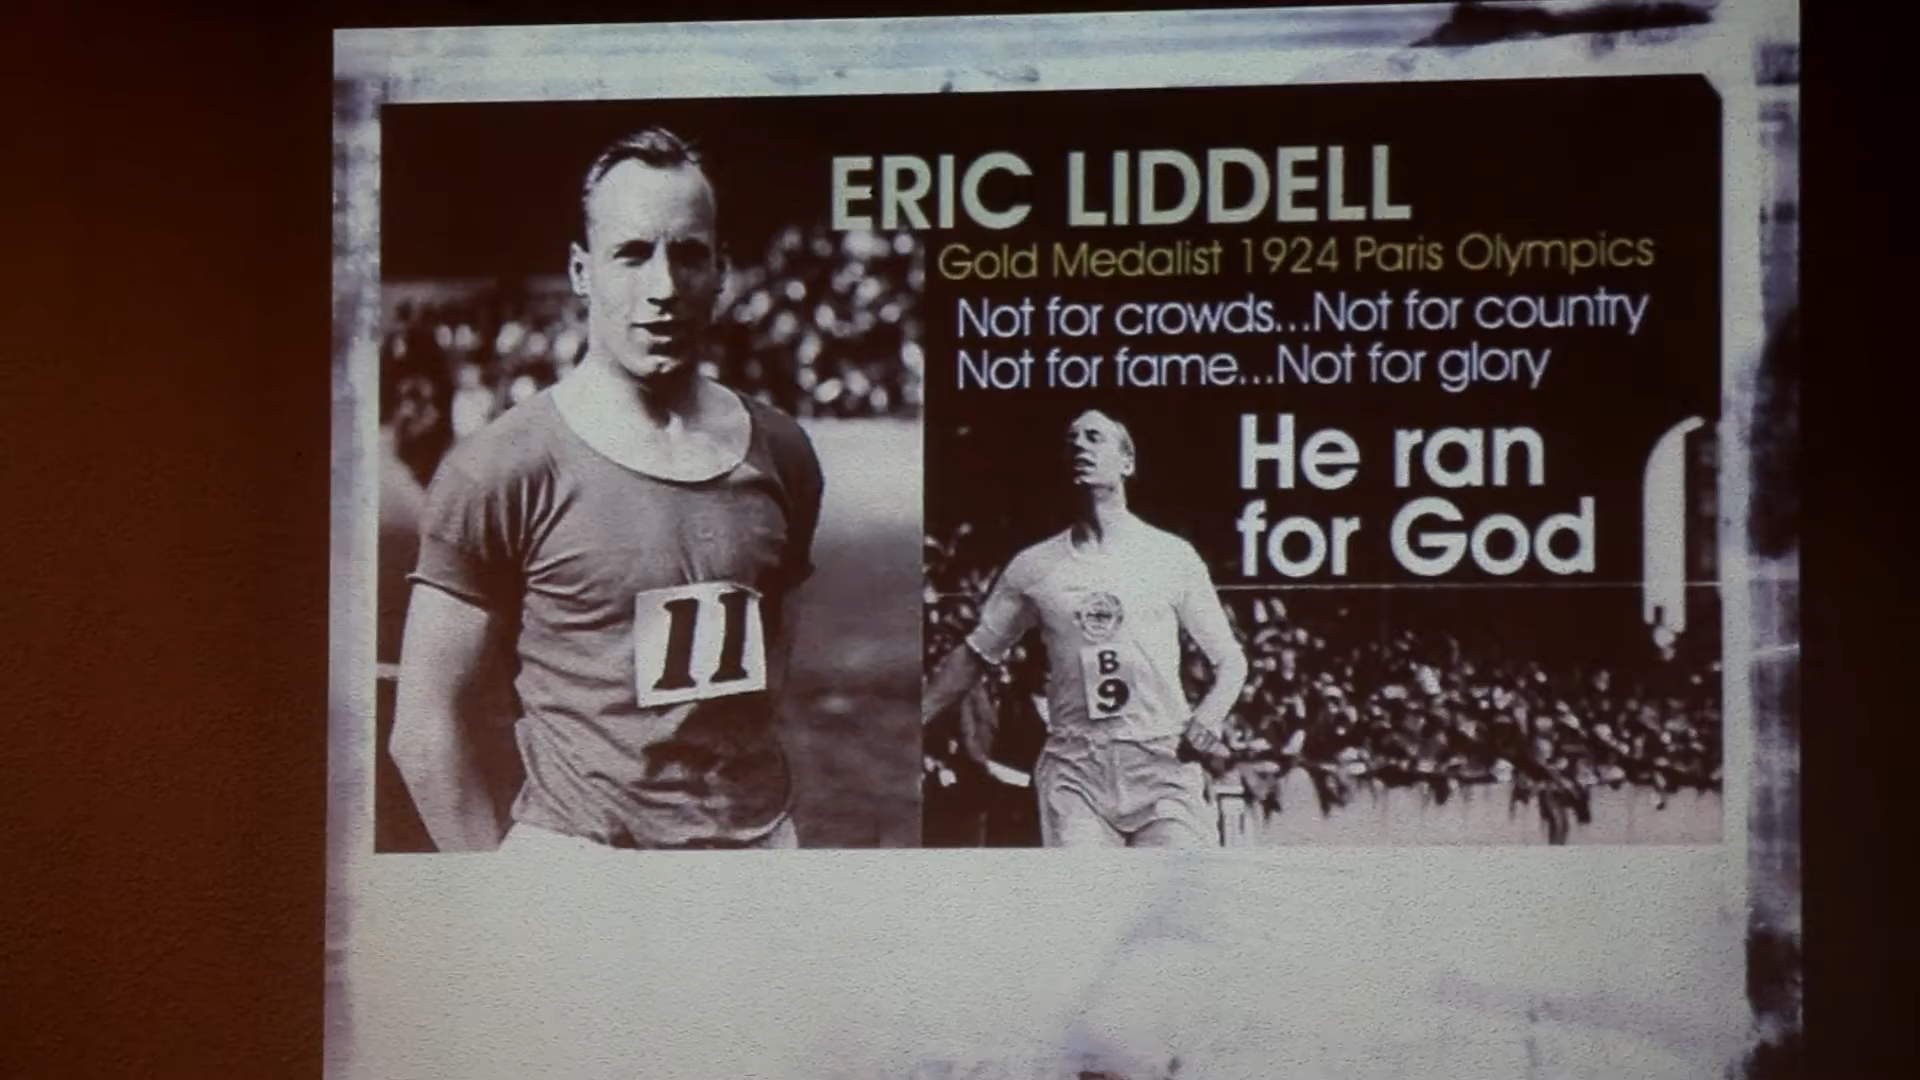 ERIC LIDDELL
Gold Medalist 1924 Paris Olympics
Not for crowds...Not for country
Not for fame...Not for glory
He ran
for God
11
B
9